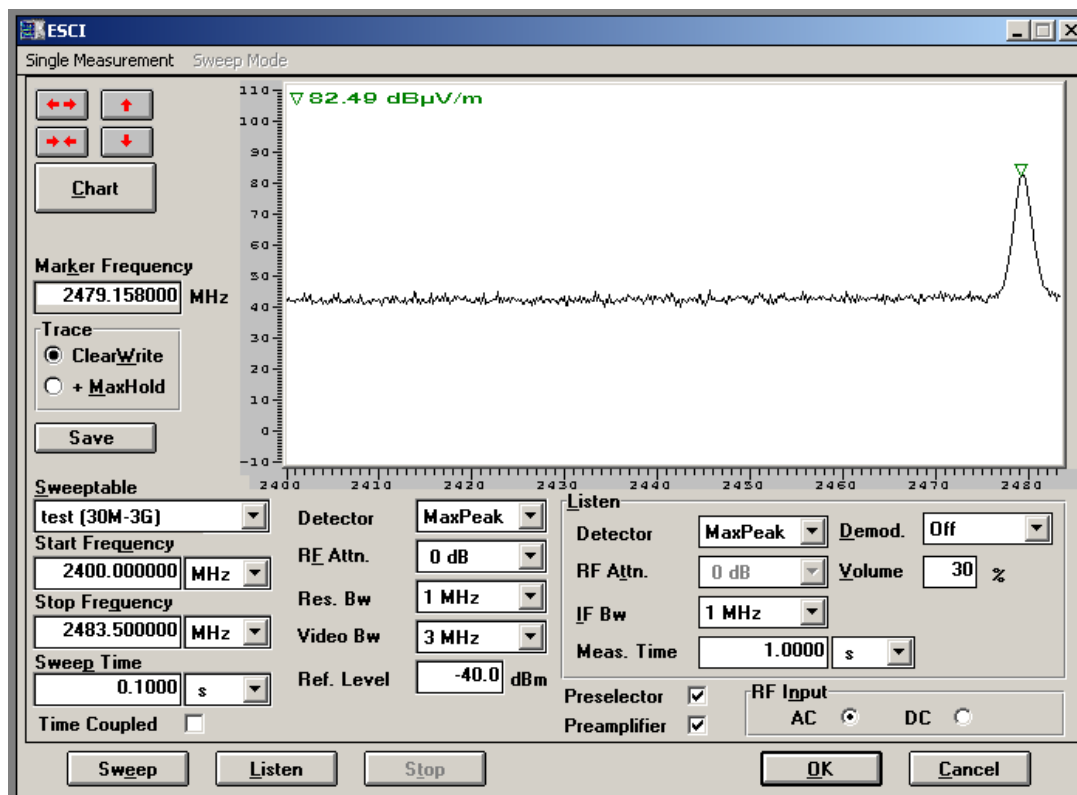 ESCI
Single Measurement Sweep Mode
▽ 82.49 dBµV/m
110
100
90
80
70
60
50
40
30
20
10
0
-10
2400 2410 2420 2430 2440 2450 2460 2470 2480
Chart
Marker Frequency
2479.158000 MHz
Trace
ClearWrite
+ MaxHold
Save
Sweeptable
test (30M-3G)
Start Frequency
2400.000000 MHz
Stop Frequency
2483.500000 MHz
Sweep Time
0.1000 s
Time Coupled
Detector MaxPeak
RF Attn. 0 dB
Res. Bw 1 MHz
Video Bw 3 MHz
Ref. Level -40.0 dBm
Listen
Detector MaxPeak Demod. Off
RF Attn. 0 dB Volume 30 %
IF Bw 1 MHz
Meas. Time 1.0000 s
Preselector
Preamplifier
RF Input
AC DC
Sweep Listen Stop OK Cancel